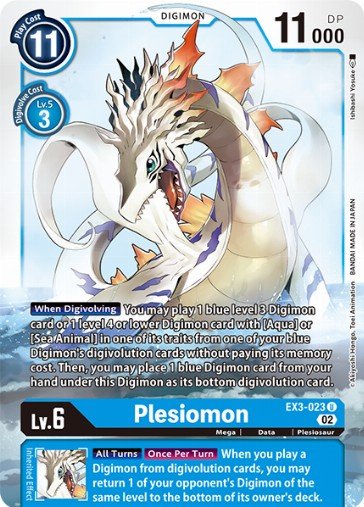 Play Cost
11
DIGIMON
11000
DP
Digivolve Cost
Lv.5
3
Ishibashi Yosuke
BANDAI MADE IN JAPAN
©Akiyoshi Hongo, Toei Animation
When Digivolving You may play 1 blue level 3 Digimon
card or 1 level 4 or lower Digimon card with [Aqua] or
[Sea Animal] in one of its traits from one of your blue
Digimon's digivolution cards without paying its memory
cost. Then, you may place 1 blue Digimon card from your
hand under this Digimon as its bottom digivolution card.
Lv.6
Plesiomon
EX3-023 U
02
Mega | Data | Plesiosaur
Inherited Effect
All Turns Once Per Turn When you play a
Digimon from digivolution cards, you may
return 1 of your opponent's Digimon of the
same level to the bottom of its owner's deck.